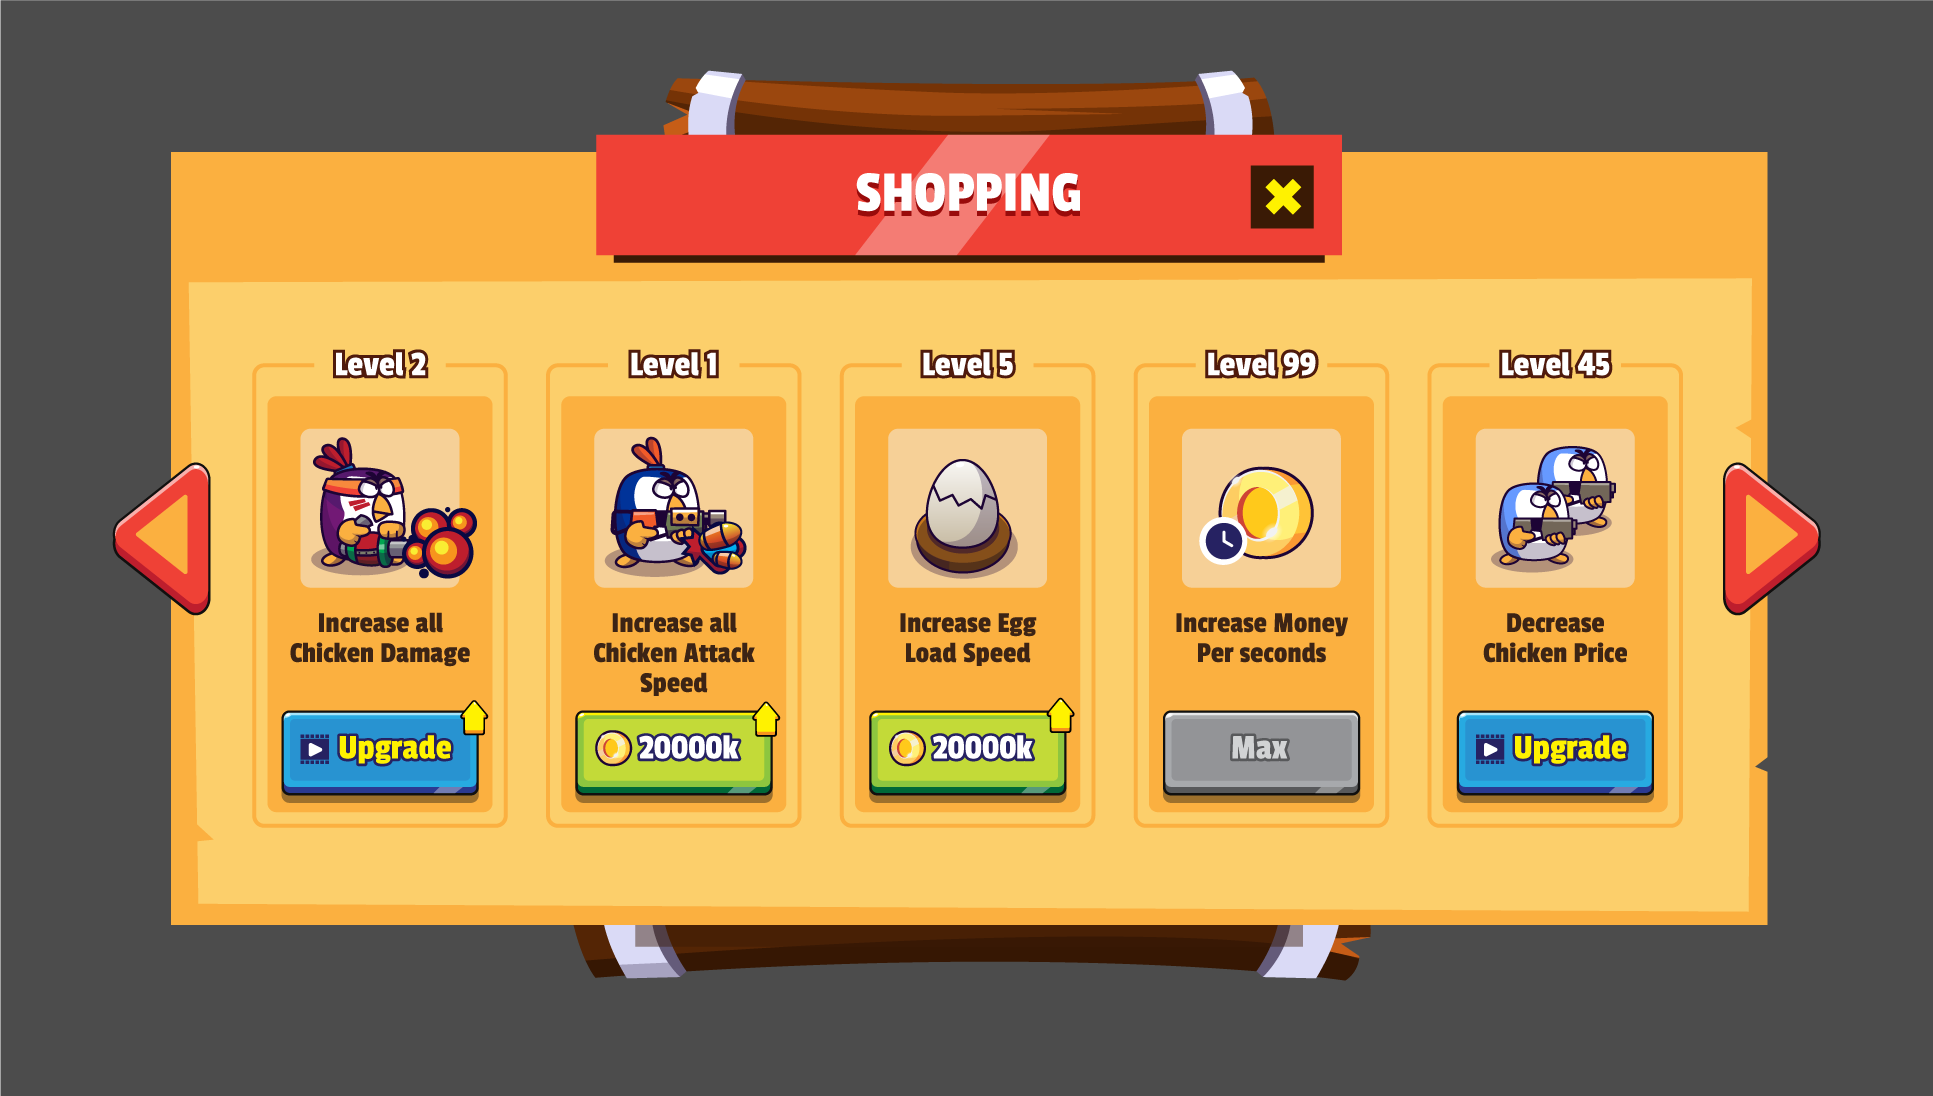 SHOPPING
Level 2
Increase all
Chicken Damage
Upgrade
Level 1
Increase all
Chicken Attack
Speed
20000k
Level 5
Increase Egg
Load Speed
20000k
Level 99
Increase Money
Per seconds
Max
Level 45
Decrease
Chicken Price
Upgrade